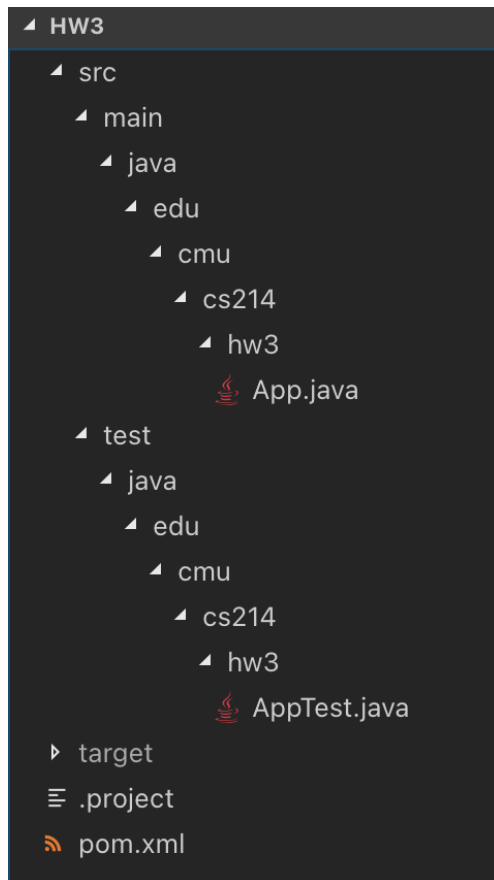 HW3
src
main
java
edu
cmu
cs214
hw3
App.java
test
java
edu
cmu
cs214
hw3
AppTest.java
target
.project
pom.xml